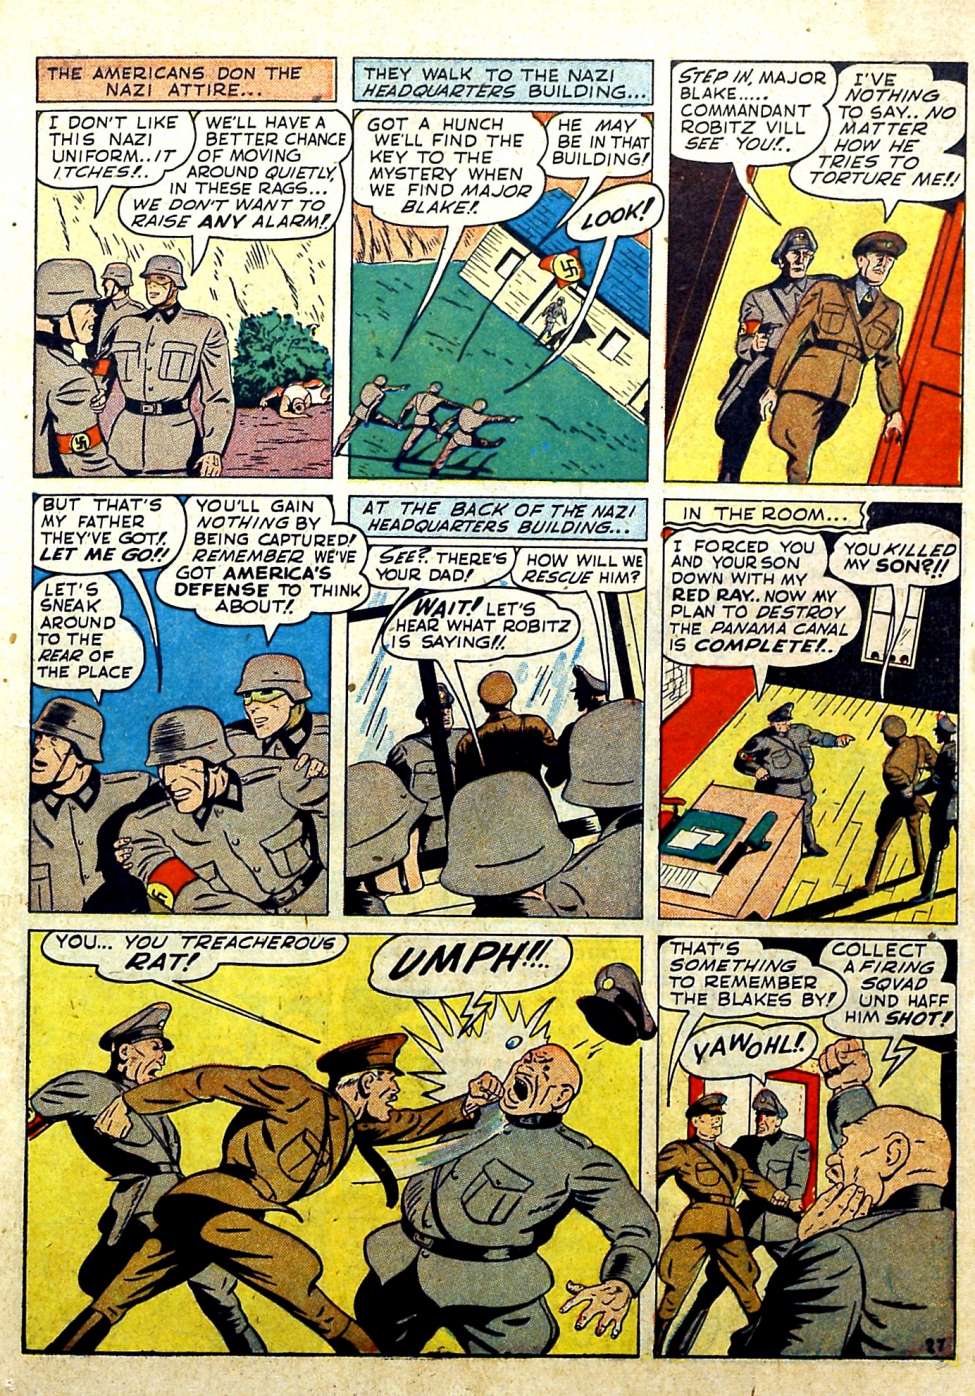 THE AMERICANS DON THE
NAZI ATTIRE...
I DON'T LIKE
THIS NAZI
UNIFORM..IT
ITCHES!..
WE'LL HAVE A
BETTER CHANCE
OF MOVING
AROUND QUIETLY,
IN THESE RAGS...
WE DON'T WANT TO
RAISE ANY ALARM!.
THEY WALK TO THE NAZI
HEADQUARTERS BUILDING...
GOT A HUNCH
WE'LL FIND THE
KEY TO THE
MYSTERY WHEN
WE FIND MAJOR
BLAKE!.
HE MAY
BE IN THAT
BUILDING!
LOOK!
STEP IN, MAJOR
BLAKE.....
COMMANDANT
ROBITZ VILL
SEE YOU!..
I'VE
NOTHING
TO SAY..NO
MATTER
HOW HE
TRIES TO
TORTURE ME!!
BUT THAT'S
MY FATHER
THEY'VE GOT!.
LET ME GO!!
LET'S
SNEAK
AROUND
TO THE
REAR OF
THE PLACE
YOU'LL GAIN
NOTHING BY
BEING CAPTURED!
REMEMBER WE'VE
GOT AMERICA'S
DEFENSE TO THINK
ABOUT!.
AT THE BACK OF THE NAZI
HEADQUARTERS BUILDING...
SEE?. THERE'S
YOUR DAD!
HOW WILL WE
RESCUE HIM?
WAIT! LET'S
HEAR WHAT ROBITZ
IS SAYING!!.
IN THE ROOM...
I FORCED YOU
AND YOUR SON
DOWN WITH MY
RED RAY..NOW MY
PLAN TO DESTROY
THE PANAMA CANAL
IS COMPLETE!..
YOU KILLED
MY SON?!!
YOU... YOU TREACHEROUS
RAT!
UMPH!!.
THAT'S
SOMETHING
TO REMEMBER
THE BLAKES BY!
YAWOHL!.
COLLECT
A FIRING
SQVAD
UND HAFF
HIM SHOT!
27